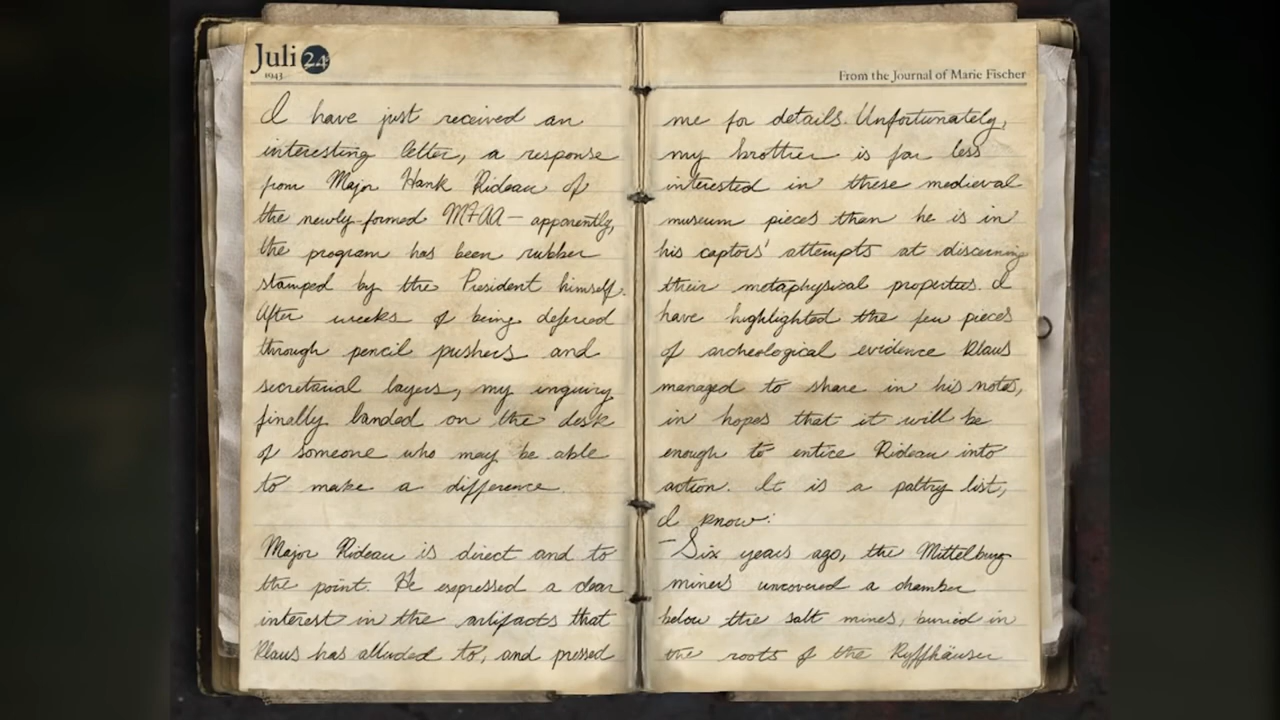 Juli 24
1943
I have just received an
interesting letter, a response
from Major Hank Rideau of
the newly-formed MFAA — apparently,
the program has been rubber
stamped by the President himself.
After weeks of being deferred
through pencil pushers and
secretarial layers, my inquiry
finally landed on the desk
of someone who may be able
to make a difference.
Major Rideau is direct and to
the point. He expressed a clear
interest in the artifacts that
Klaus has alluded to, and pressed
From the Journal of Marie Fischer
me for details. Unfortunately,
my brother is far less
interested in these medieval
museum pieces than he is in
his captors' attempts at discerning
their metaphysical properties. I
have highlighted the few pieces
of archeological evidence Klaus
managed to share in his notes,
in hopes that it will be
enough to entice Rideau into
action. It is a paltry list,
I know:
- Six years ago, the Mittelburg
miners uncovered a chamber
below the salt mines, buried in
the roots of the Kyffhäuser